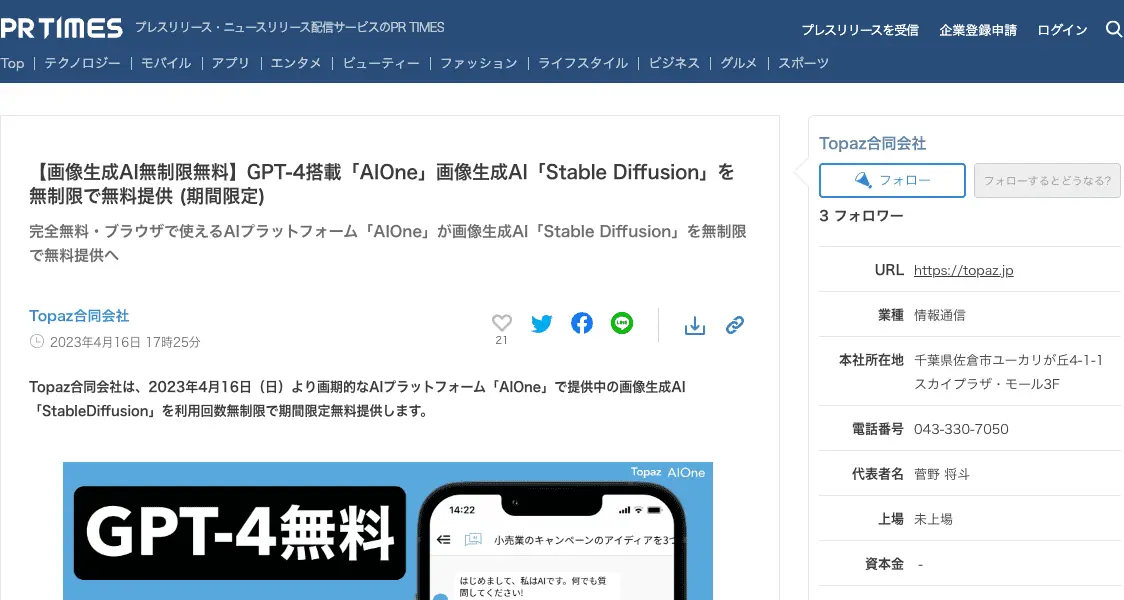 PR TIMES
プレスリリース・ニュースリリース配信サービスのPR TIMES
プレスリリースを受信 企業登録申請 ログイン
Top | テクノロジー | モバイル | アプリ | エンタメ | ビューティー | ファッション | ライフスタイル | ビジネス | グルメ | スポーツ
【画像生成AI無制限無料】GPT-4搭載「AIOne」画像生成AI「Stable Diffusion」を
無制限で無料提供 (期間限定)
完全無料・ブラウザで使えるAIプラットフォーム「AIOne」が画像生成AI「Stable Diffusion」を無制限
で無料提供へ
Topaz合同会社
2023年4月16日 17時25分
21
LINE
Topaz合同会社は、2023年4月16日（日）より画期的なAIプラットフォーム「AIOne」で提供中の画像生成AI
「StableDiffusion」を利用回数無制限で期間限定無料提供します。
Topaz AIOne
GPT-4無料
14:22
小売業のキャンペーンのアイディアを3つ
はじめまして、私はAIです。何でも質
問してください!
Topaz合同会社
フォロー
フォローするとどうなる?
3 フォロワー
URL https://topaz.jp
業種 情報通信
本社所在地 千葉県佐倉市ユーカリが丘4-1-1
スカイプラザ・モール3F
電話番号 043-330-7050
代表者名 菅野 将斗
上場 未上場
資本金 -